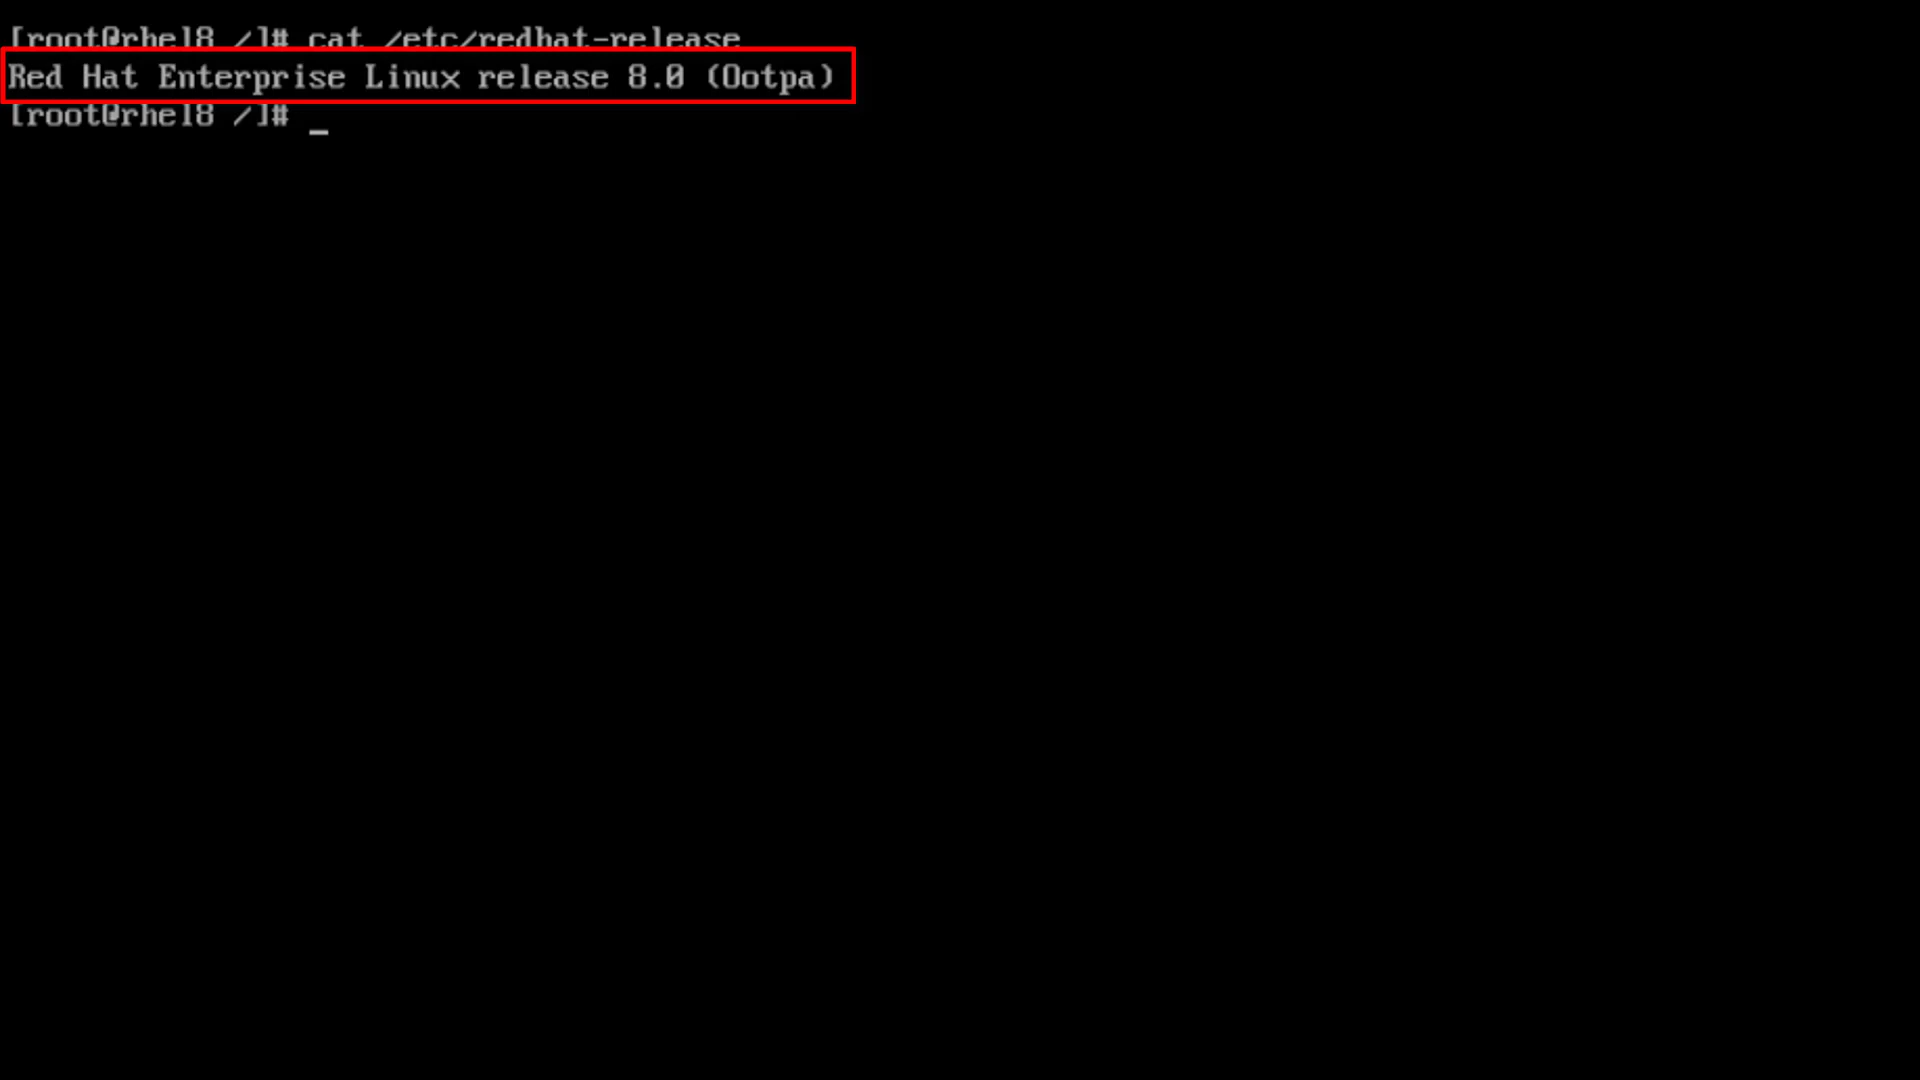 [root@rhel8 /]# cat /etc/redhat-release
Red Hat Enterprise Linux release 8.0 (Ootpa)
[root@rhel8 /]# _